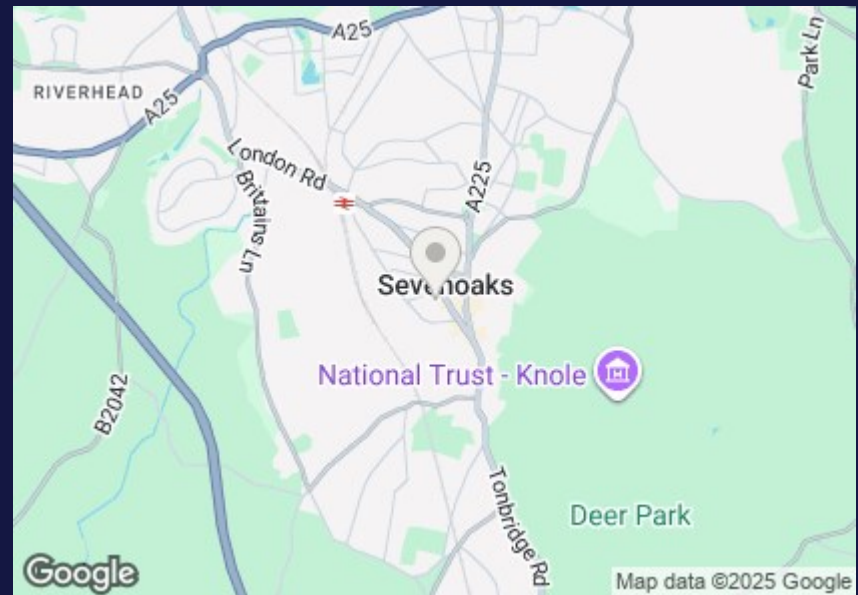 A25
Park Ln
RIVERHEAD
A25
London Rd
A225
Brittains Ln
Sevenoaks
National Trust - Knole
B2042
Tonbridge Rd
Deer Park
Google
Map data ©2025 Google